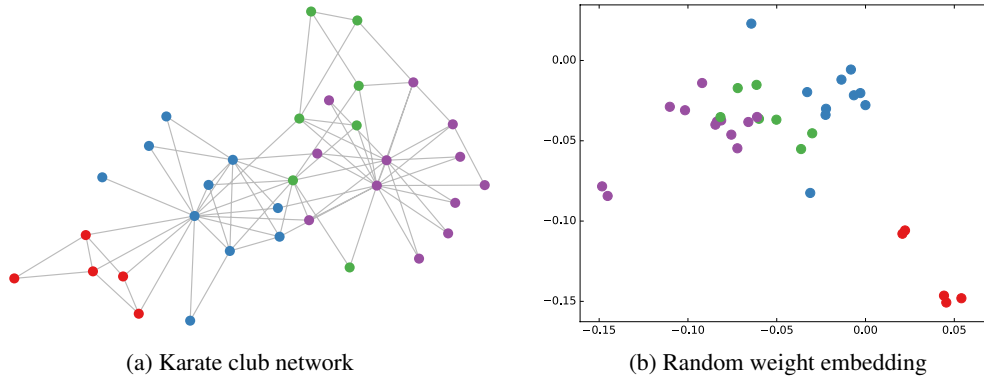 0.00
−0.05
−0.10
−0.15
−0.15 −0.10 −0.05 0.00 0.05
(a) Karate club network
(b) Random weight embedding